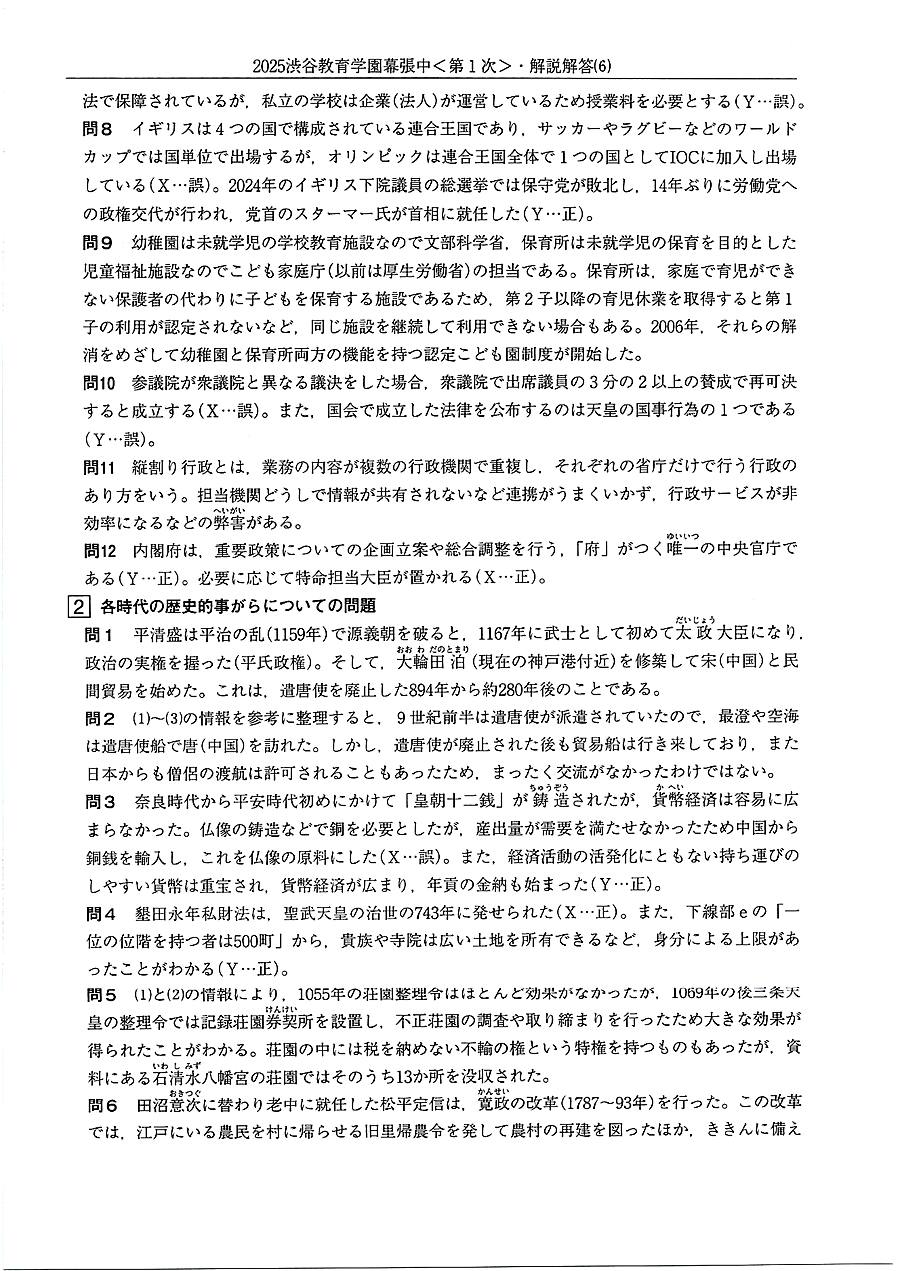 2025渋谷教育学園幕張中＜第１次＞・解説解答(6)
法で保障されているが，私立の学校は企業(法人)が運営しているため授業料を必要とする(Ｙ…誤)。
問８　イギリスは４つの国で構成されている連合王国であり，サッカーやラグビーなどのワールド
カップでは国単位で出場するが，オリンピックは連合王国全体で１つの国としてIOCに加入し出場
している(Ｘ…誤)。2024年のイギリス下院議員の総選挙では保守党が敗北し，14年ぶりに労働党へ
の政権交代が行われ，党首のスターマー氏が首相に就任した(Ｙ…正)。
問９　幼稚園は未就学児の学校教育施設なので文部科学省，保育所は未就学児の保育を目的とした
児童福祉施設なのでこども家庭庁(以前は厚生労働省)の担当である。保育所は，家庭で育児ができ
ない保護者の代わりに子どもを保育する施設であるため，第２子以降の育児休業を取得すると第１
子の利用が認定されないなど，同じ施設を継続して利用できない場合もある。2006年，それらの解
消をめざして幼稚園と保育所両方の機能を持つ認定こども園制度が開始した。
問10　参議院が衆議院と異なる議決をした場合，衆議院で出席議員の３分の２以上の賛成で再可決
すると成立する(Ｘ…誤)。また，国会で成立した法律を公布するのは天皇の国事行為の１つである
(Ｙ…誤)。
問11　縦割り行政とは，業務の内容が複数の行政機関で重複し，それぞれの省庁だけで行う行政の
あり方をいう。担当機関どうしで情報が共有されないなど連携がうまくいかず，行政サービスが非
へいがい
効率になるなどの弊害がある。
ゆいいつ
問12　内閣府は，重要政策についての企画立案や総合調整を行う，「府」がつく唯一の中央官庁で
ある(Ｙ…正)。必要に応じて特命担当大臣が置かれる(Ｘ…正)。
２　各時代の歴史的事がらについての問題
だいじょう
問１　平清盛は平治の乱(1159年)で源義朝を破ると，1167年に武士として初めて太政大臣になり，
おおわだのとまり
政治の実権を握った(平氏政権)。そして，大輪田泊(現在の神戸港付近)を修築して宋(中国)と民
間貿易を始めた。これは，遣唐使を廃止した894年から約280年後のことである。
問２　(1)～(3)の情報を参考に整理すると，９世紀前半は遣唐使が派遣されていたので，最澄や空海
は遣唐使船で唐(中国)を訪れた。しかし，遣唐使が廃止された後も貿易船は行き来しており，また
日本からも僧侶の渡航は許可されることもあったため，まったく交流がなかったわけではない。
ちゅうぞう　かへい
問３　奈良時代から平安時代初めにかけて「皇朝十二銭」が鋳造されたが，貨幣経済は容易に広
まらなかった。仏像の鋳造などで銅を必要としたが，産出量が需要を満たせなかったため中国から
銅銭を輸入し，これを仏像の原料にした(Ｘ…誤)。また，経済活動の活発化にともない持ち運びの
しやすい貨幣は重宝され，貨幣経済が広まり，年貢の金納も始まった(Ｙ…正)。
問４　墾田永年私財法は，聖武天皇の治世の743年に発せられた(Ｘ…正)。また，下線部ｅの「一
位の位階を持つ者は500町」から，貴族や寺院は広い土地を所有できるなど，身分による上限があ
ったことがわかる(Ｙ…正)。
問５　(1)と(2)の情報により，1055年の荘園整理令はほとんど効果がなかったが，1069年の後三条天
けんけい
皇の整理令では記録荘園券契所を設置し，不正荘園の調査や取り締まりを行ったため大きな効果が
得られたことがわかる。荘園の中には税を納めない不輸の権という特権を持つものもあったが，資
いわしみず
料にある石清水八幡宮の荘園ではそのうち13か所を没収された。
おきつぐ　かんせい
問６　田沼意次に替わり老中に就任した松平定信は，寛政の改革(1787～93年)を行った。この改革
では，江戸にいる農民を村に帰らせる旧里帰農令を発して農村の再建を図ったほか，ききんに備え